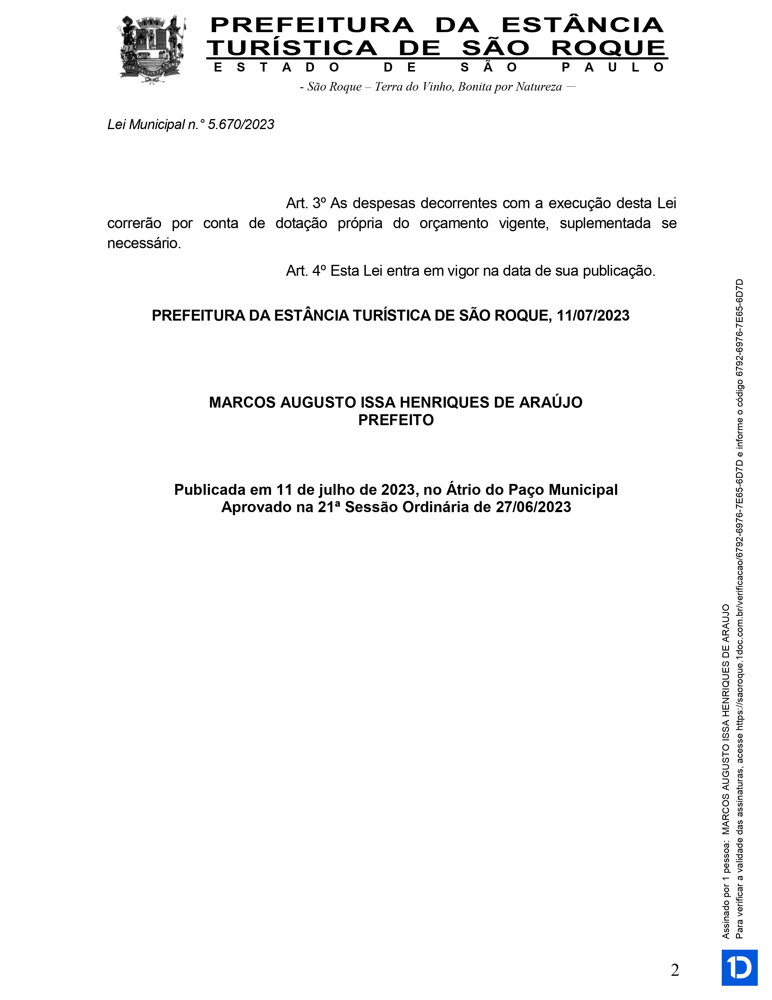 PREFEITURA DA ESTÂNCIA
TURÍSTICA DE SÃO ROQUE
ESTADO DE SÃO PAULO
- São Roque – Terra do Vinho, Bonita por Natureza –
Lei Municipal n.° 5.670/2023
Art. 3º As despesas decorrentes com a execução desta Lei
correrão por conta de dotação própria do orçamento vigente, suplementada se
necessário.
Art. 4º Esta Lei entra em vigor na data de sua publicação.
PREFEITURA DA ESTÂNCIA TURÍSTICA DE SÃO ROQUE, 11/07/2023
MARCOS AUGUSTO ISSA HENRIQUES DE ARAÚJO
PREFEITO
Publicada em 11 de julho de 2023, no Átrio do Paço Municipal
Aprovado na 21ª Sessão Ordinária de 27/06/2023
Assinado por 1 pessoa: MARCOS AUGUSTO ISSA HENRIQUES DE ARAUJO
Para verificar a validade das assinaturas, acesse https://saoroque.1doc.com.br/verificacao/6792-6976-7E65-6D7D e informe o código 6792-6976-7E65-6D7D
2
1D